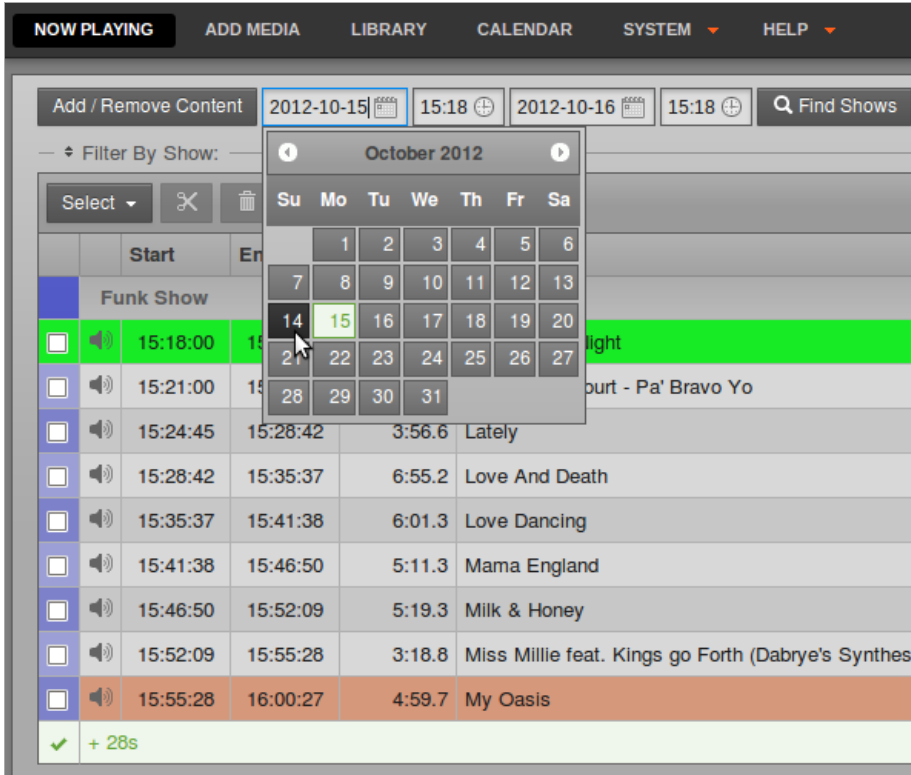 NOW PLAYING ADD MEDIA LIBRARY CALENDAR SYSTEM HELP
Add / Remove Content 2012-10-15 15:18 2012-10-16 15:18 Find Shows
Filter By Show:
October 2012
Select Su Mo Tu We Th Fr Sa
1 2 3 4 5 6
Start En
7 8 9 10 11 12 13
Funk Show
14 15 16 17 18 19 20
15:18:00 15 light
21 22 23 24 25 26 27
15:21:00 15 ourt - Pa' Bravo Yo
28 29 30 31
15:24:45 15:28:42 3:56.6 Lately
15:28:42 15:35:37 6:55.2 Love And Death
15:35:37 15:41:38 6:01.3 Love Dancing
15:41:38 15:46:50 5:11.3 Mama England
15:46:50 15:52:09 5:19.3 Milk & Honey
15:52:09 15:55:28 3:18.8 Miss Millie feat. Kings go Forth (Dabrye's Synthes
15:55:28 16:00:27 4:59.7 My Oasis
+ 28s